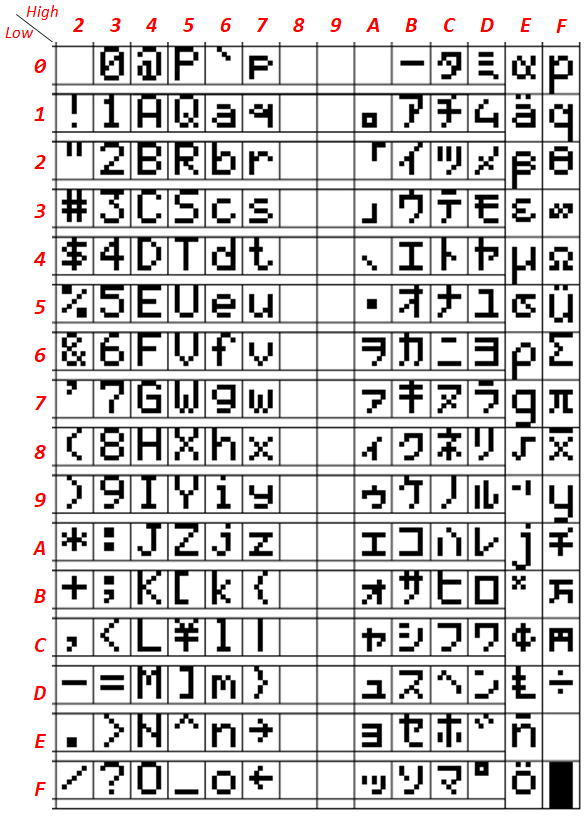 High
Low 2 3 4 5 6 7 8 9 A B C D E F
0 0 @ P ` p ー タ ミ α p
1 ! 1 A Q a q 。 ア チ ム ä q
2 " 2 B R b r 「 イ ツ メ β θ
3 # 3 C S c s 」 ウ テ モ ε ∞
4 $ 4 D T d t 、 エ ト ヤ μ Ω
5 % 5 E U e u ・ オ ナ ユ σ ü
6 & 6 F V f v ヲ カ ニ ヨ ρ Σ
7 ' 7 G W g w ァ キ ヌ ラ g π
8 ( 8 H X h x ィ ク ネ リ √ x̄
9 ) 9 I Y i y ゥ ケ ノ ル ⁻¹ y
A * : J Z j z ェ コ ハ レ j 千
B + ; K [ k { ォ サ ヒ ロ ˣ 万
C , < L ¥ l | ャ シ フ ワ ¢ 円
D - = M ] m } ュ ス ヘ ン Ł ÷
E . > N ^ n → ョ セ ホ ゛ ñ
F / ? O _ o ← ッ ソ マ ゜ ö █